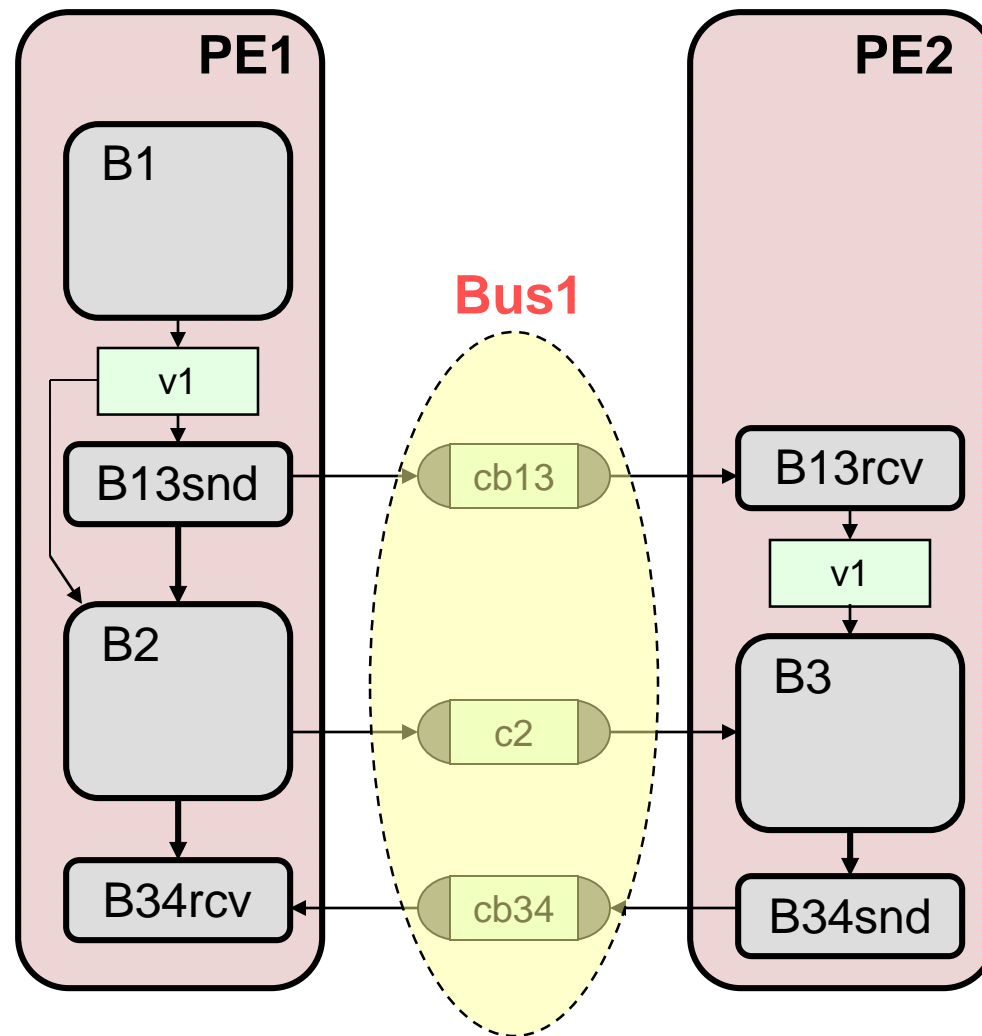 PE1
PE2
B1
Bus1
v1
B13snd
cb13
B13rcv
v1
B2
B3
c2
B34rcv
cb34
B34snd